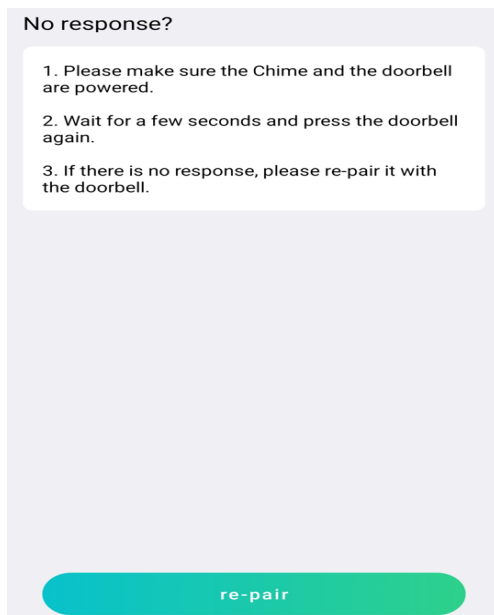 No response?
1. Please make sure the Chime and the doorbell
are powered.
2. Wait for a few seconds and press the doorbell
again.
3. If there is no response, please re-pair it with
the doorbell.
re-pair